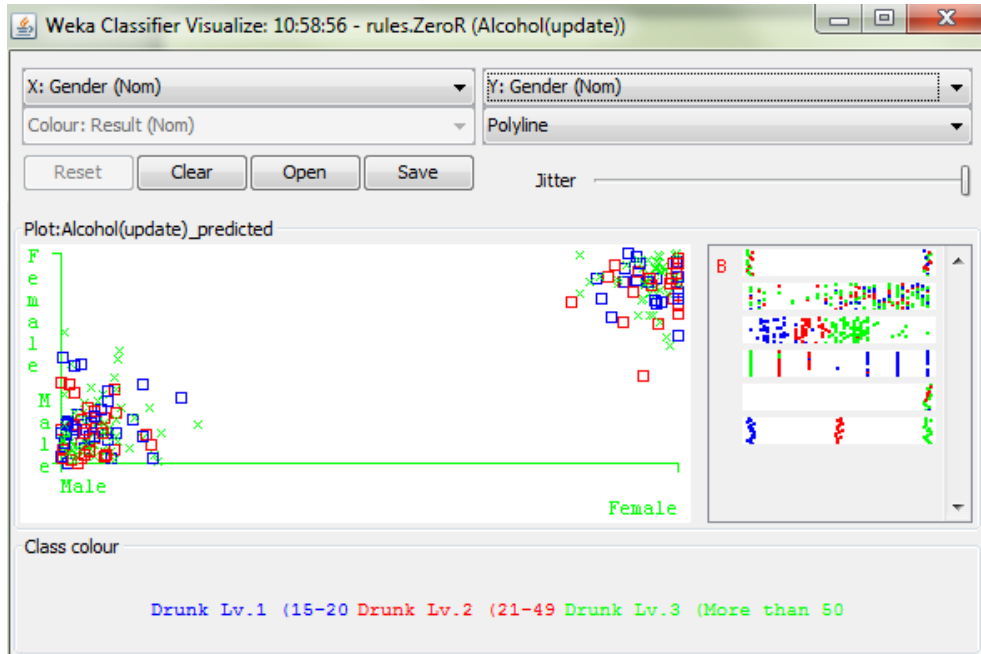 Weka Classifier Visualize: 10:58:56 - rules.ZeroR (Alcohol(update))
X: Gender (Nom) Y: Gender (Nom)
Colour: Result (Nom) Polyline
Reset Clear Open Save Jitter
Plot:Alcohol(update)_predicted
Female
Male
Male
Female
B
Class colour
Drunk Lv.1 (15-20 Drunk Lv.2 (21-49 Drunk Lv.3 (More than 50